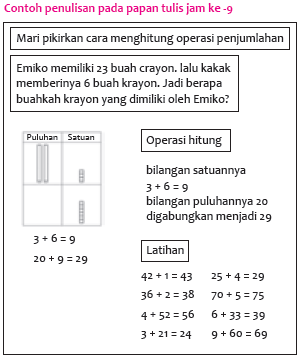 Contoh penulisan pada papan tulis jam ke -9
Mari pikirkan cara menghitung operasi penjumlahan
Emiko memiliki 23 buah crayon. lalu kakak
memberinya 6 buah krayon. Jadi berapa
buahkah krayon yang dimiliki oleh Emiko?
Puluhan Satuan
3 + 6 = 9
20 + 9 = 29
Operasi hitung
bilangan satuannya
3 + 6 = 9
bilangan puluhannya 20
digabungkan menjadi 29
Latihan
42 + 1 = 43 25 + 4 = 29
36 + 2 = 38 70 + 5 = 75
4 + 52 = 56 6 + 33 = 39
3 + 21 = 24 9 + 60 = 69